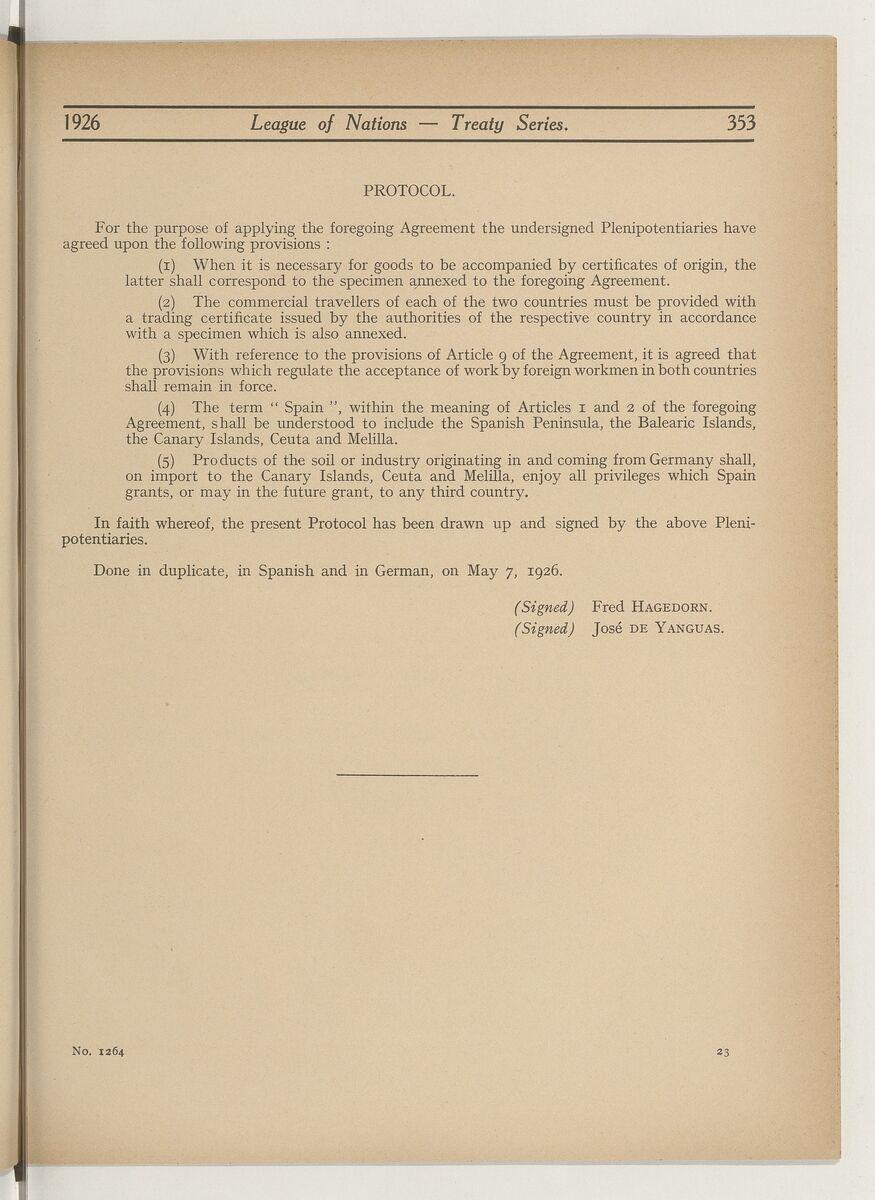 1926 League of Nations — Treaty Series. 353
PROTOCOL.
For the purpose of applying the foregoing Agreement the undersigned Plenipotentiaries have
agreed upon the following provisions :
(1) When it is necessary for goods to be accompanied by certificates of origin, the
latter shall correspond to the specimen annexed to the foregoing Agreement.
(2) The commercial travellers of each of the two countries must be provided with
a trading certificate issued by the authorities of the respective country in accordance
with a specimen which is also annexed.
(3) With reference to the provisions of Article 9 of the Agreement, it is agreed that
the provisions which regulate the acceptance of work by foreign workmen in both countries
shall remain in force.
(4) The term “ Spain ”, within the meaning of Articles 1 and 2 of the foregoing
Agreement, shall be understood to include the Spanish Peninsula, the Balearic Islands,
the Canary Islands, Ceuta and Melilla.
(5) Products of the soil or industry originating in and coming from Germany shall,
on import to the Canary Islands, Ceuta and Melilla, enjoy all privileges which Spain
grants, or may in the future grant, to any third country.
In faith whereof, the present Protocol has been drawn up and signed by the above Pleni-
potentiaries.
Done in duplicate, in Spanish and in German, on May 7, 1926.
(Signed) Fred HAGEDORN.
(Signed) José DE YANGUAS.
No. 1264 23